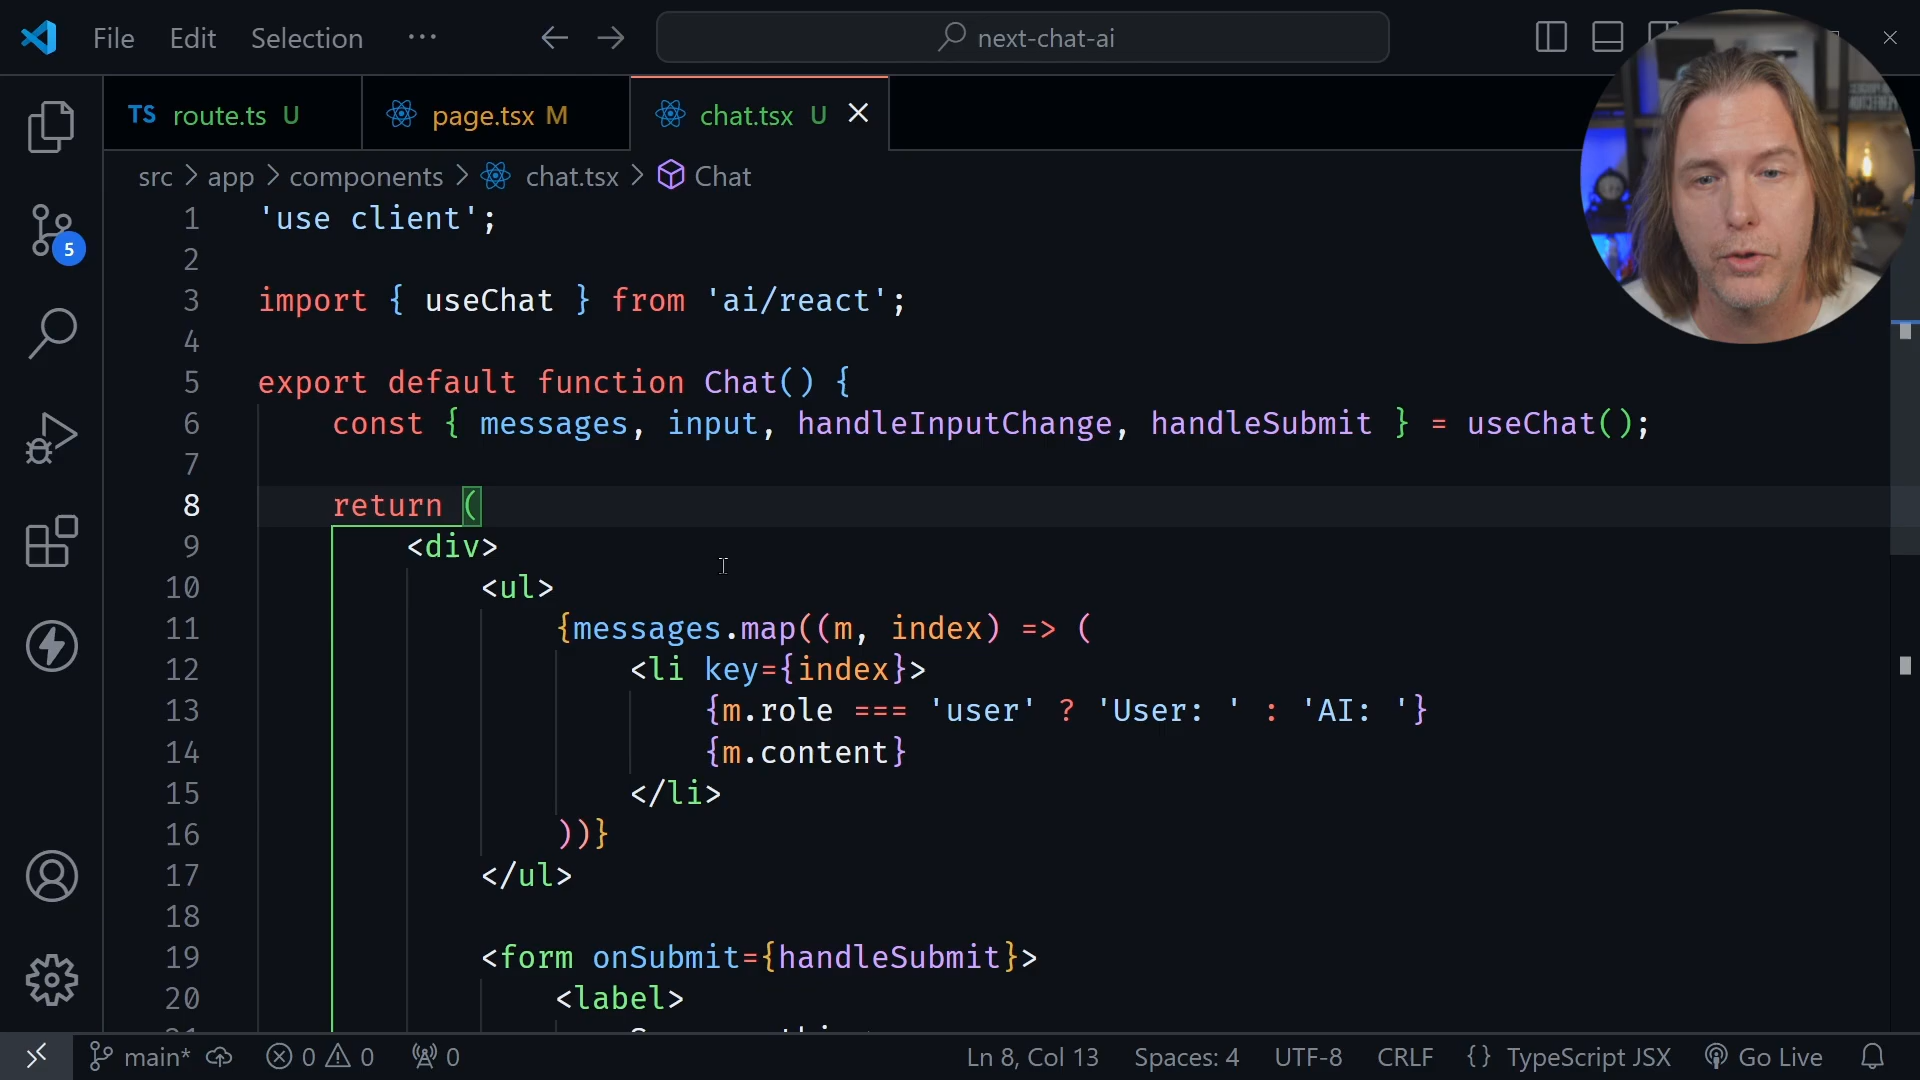 File Edit Selection ··· next-chat-ai
TS route.ts U page.tsx M chat.tsx U
src > app > components > chat.tsx > Chat
1 'use client';
2
3 import { useChat } from 'ai/react';
4
5 export default function Chat() {
6 const { messages, input, handleInputChange, handleSubmit } = useChat();
7
8 return (
9 <div>
10 <ul>
11 {messages.map((m, index) => (
12 <li key={index}>
13 {m.role === 'user' ? 'User: ' : 'AI: '}
14 {m.content}
15 </li>
16 ))}
17 </ul>
18
19 <form onSubmit={handleSubmit}>
20 <label>
5
main* 0 0 0 Ln 8, Col 13 Spaces: 4 UTF-8 CRLF {} TypeScript JSX Go Live